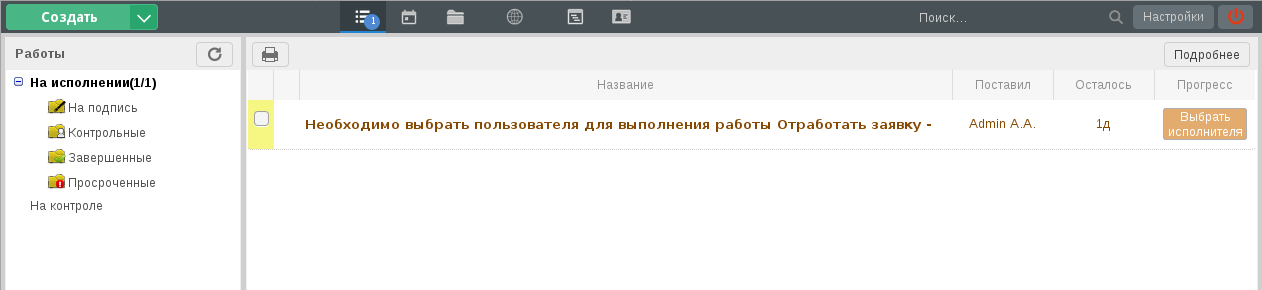 Создать
1
Поиск...
Настройки
Работы
Подробнее
На исполнении(1/1)
На подпись
Контрольные
Завершенные
Просроченные
На контроле
Название
Поставил
Осталось
Прогресс
Необходимо выбрать пользователя для выполнения работы Отработать заявку -
Admin A.A.
1д
Выбрать
исполнителя